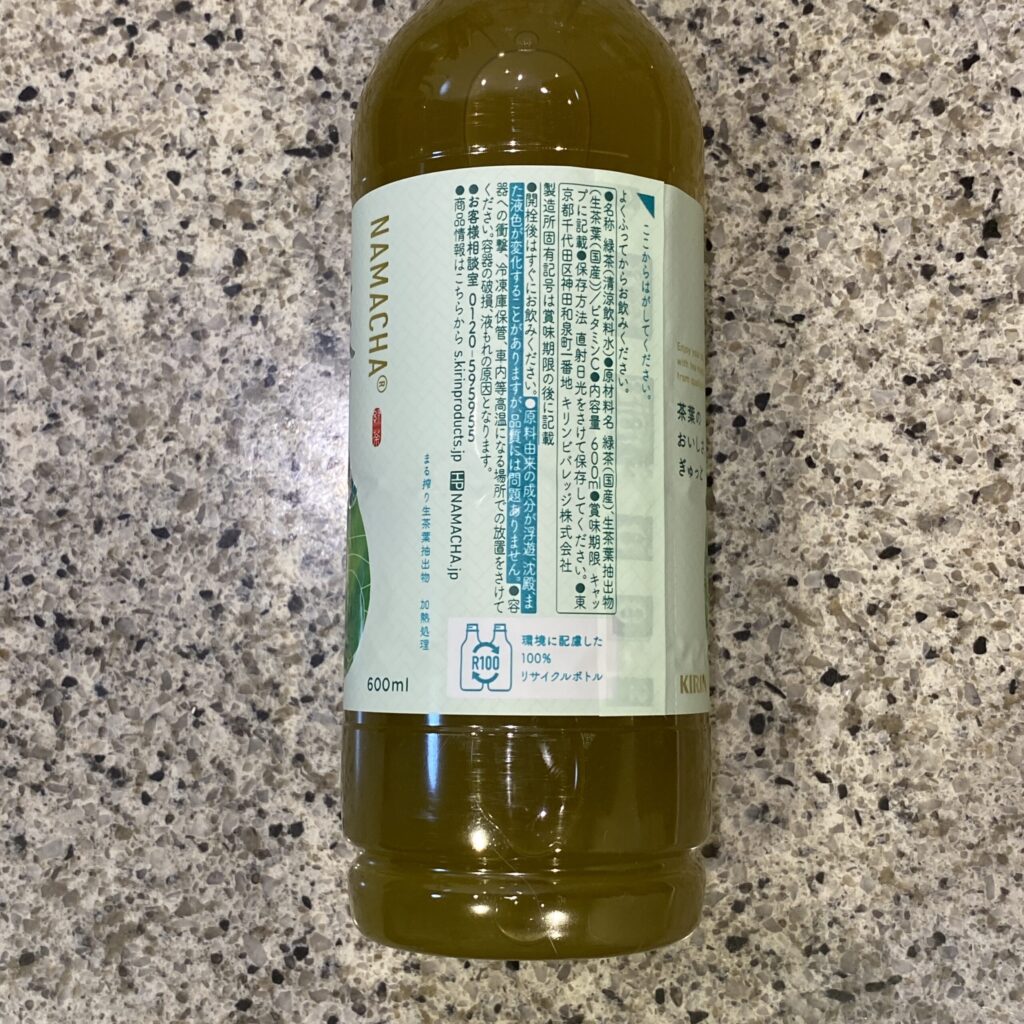 ここからはがしてください。
よくふってからお飲みください。
●名称 緑茶(清涼飲料水)●原材料名 緑茶(国産)、生茶葉抽出物
(生茶葉(国産))/ビタミンC●内容量 600ml●賞味期限 キャッ
プに記載●保存方法 直射日光をさけて保存してください。●東
京都千代田区神田和泉町一番地 キリンビバレッジ株式会社
製造所固有記号は賞味期限の後に記載
●開栓後はすぐにお飲みください。●原料由来の成分が浮遊、沈殿、ま
た液色が変化することがありますが、品質には問題ありません。●容
器への衝撃、冷凍庫保管、車内等高温になる場所での放置をさけて
ください。容器の破損、液もれの原因となります。
●お客様相談室 0120-595955
●商品情報はこちらから s.kirinproducts.jp HP NAMACHA.jp
まる搾り生茶葉抽出物 加熱処理
NAMACHA®
生茶
600ml
R100
環境に配慮した
100%
リサイクルボトル
Enjoy
with
from
茶葉の
おいしさ
ぎゅっと
KIRIN